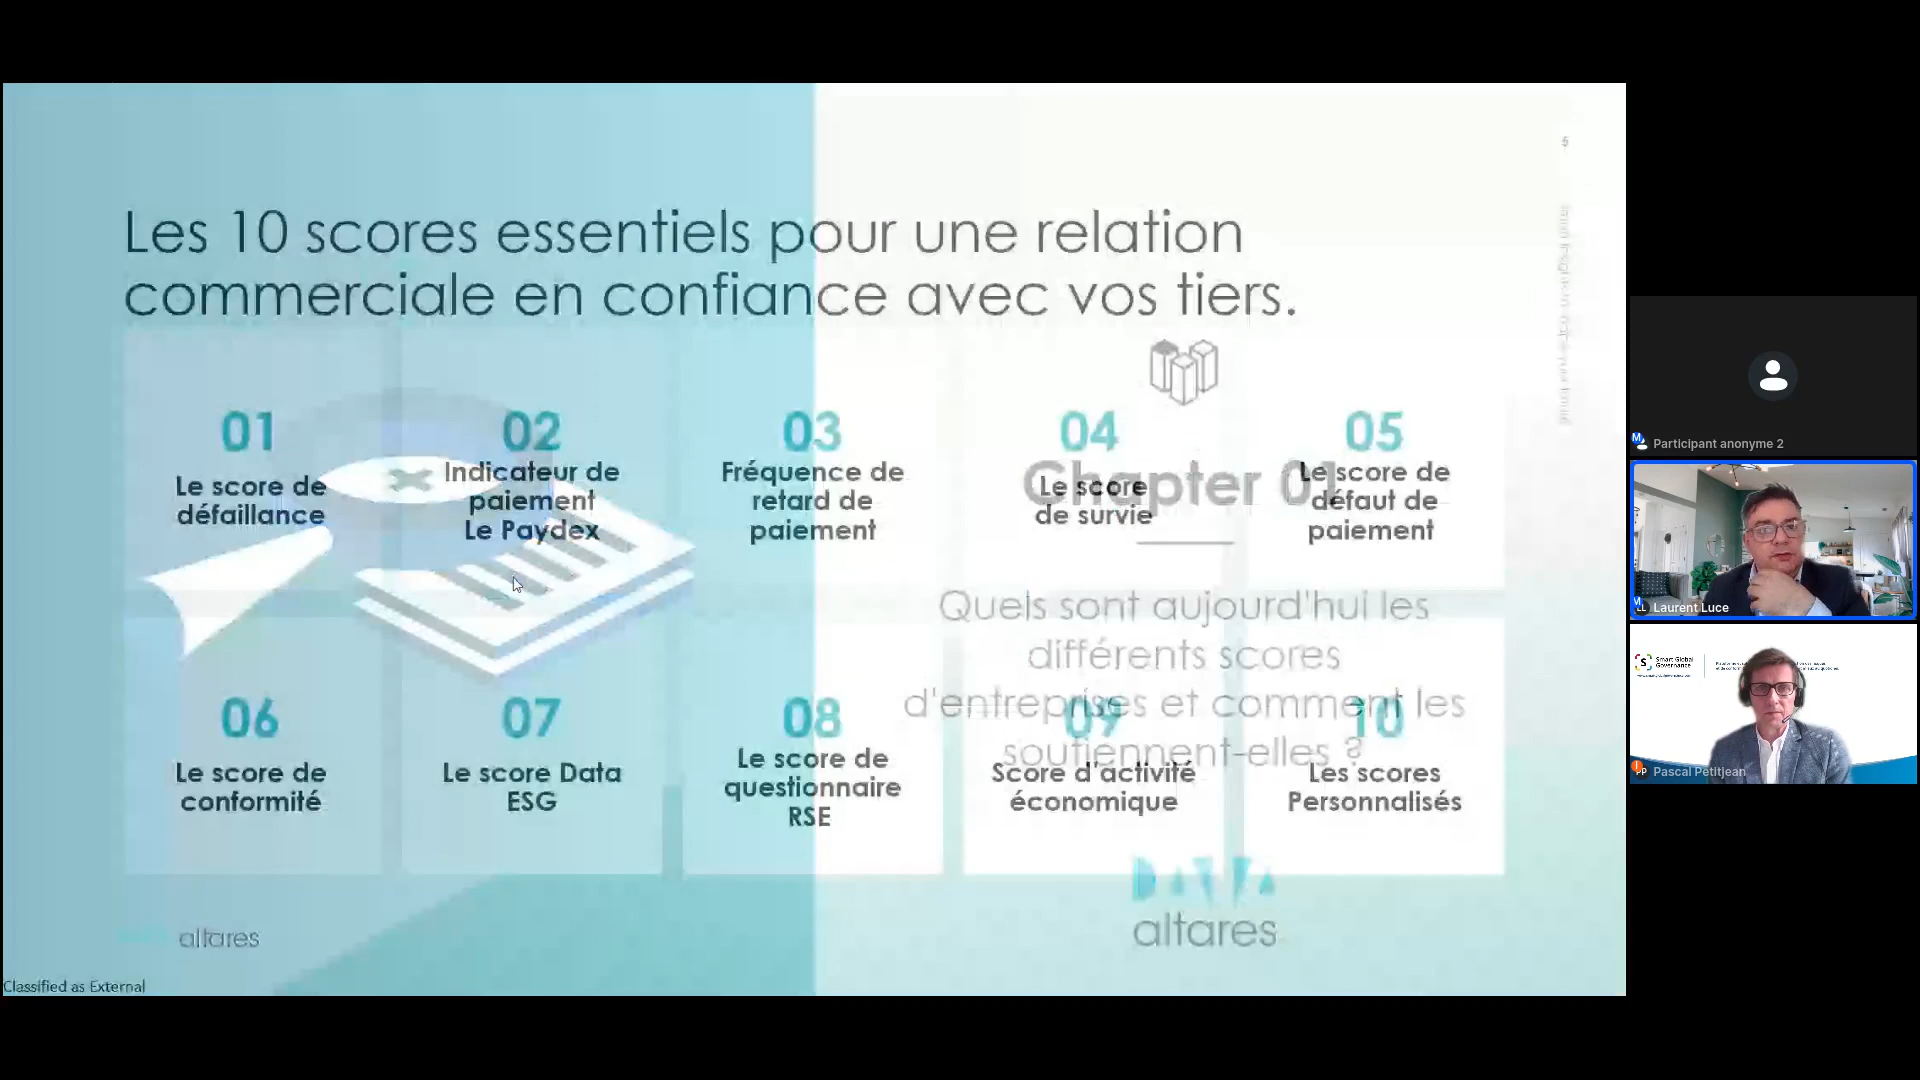 5
Les 10 scores essentiels pour une relation
commerciale en confiance avec vos tiers.
01
Le score de
défaillance
02
Indicateur de
paiement
Le Paydex
03
Fréquence de
retard de
paiement
04
Le score
de survie
05
Le score de
défaut de
paiement
Chapter 01
Quels sont aujourd'hui les
différents scores
d'entreprises et comment les
soutiennent-elles ?
06
Le score de
conformité
07
Le score Data
ESG
08
Le score de
questionnaire
RSE
09
Score d'activité
économique
10
Les scores
Personnalisés
DATA
altares
altares
Classified as External
Participant anonyme 2
Laurent Luce
Smart Global
Governance
Pascal Petitjean